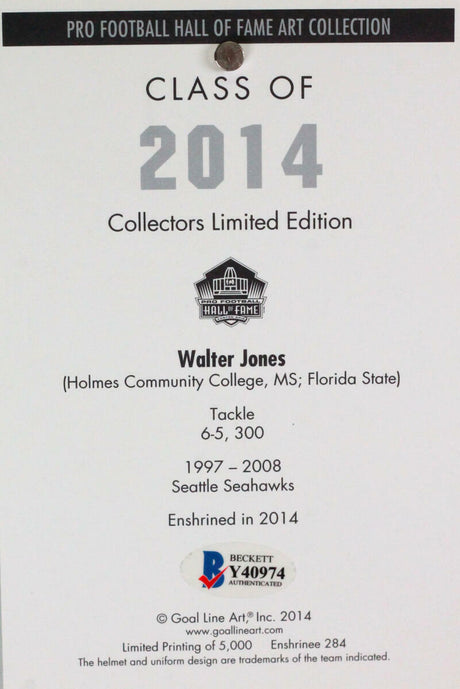 PRO FOOTBALL HALL OF FAME ART COLLECTION
CLASS OF
2014
Collectors Limited Edition
PRO FOOTBALL
HALL OF FAME
Walter Jones
(Holmes Community College, MS; Florida State)
Tackle
6-5, 300
1997 – 2008
Seattle Seahawks
Enshrined in 2014
B BECKETT
Y40974
AUTHENTICATED
© Goal Line Art,® Inc. 2014
www.goallineart.com
Limited Printing of 5,000 Enshrinee 284
The helmet and uniform design are trademarks of the team indicated.